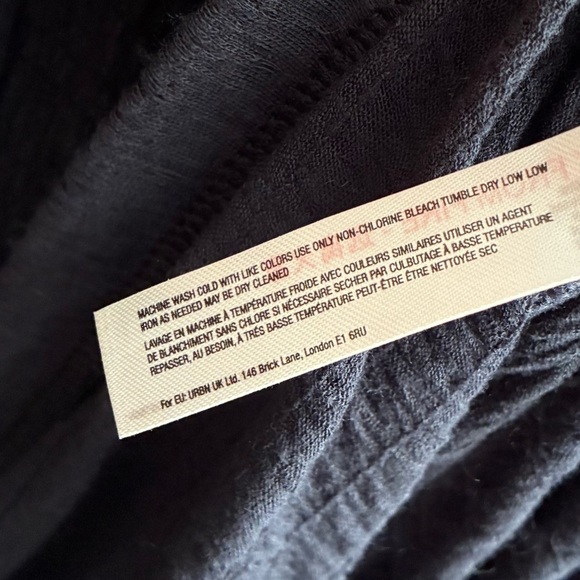 MACHINE WASH COLD WITH LIKE COLORS USE ONLY NON-CHLORINE BLEACH TUMBLE DRY LOW LOW
IRON AS NEEDED MAY BE DRY CLEANED
LAVAGE EN MACHINE À TEMPÉRATURE FROIDE AVEC COULEURS SIMILAIRES UTILISER UN AGENT
DE BLANCHIMENT SANS CHLORE SI NÉCESSAIRE SECHER PAR CULBUTAGE À BASSE TEMPERATURE
REPASSER, AU BESOIN, À TRÈS BASSE TEMPÉRATURE PEUT-ÊTRE ÊTRE NETTOYÉE SEC
For EU: URBN UK Ltd. 146 Brick Lane, London E1 6RU